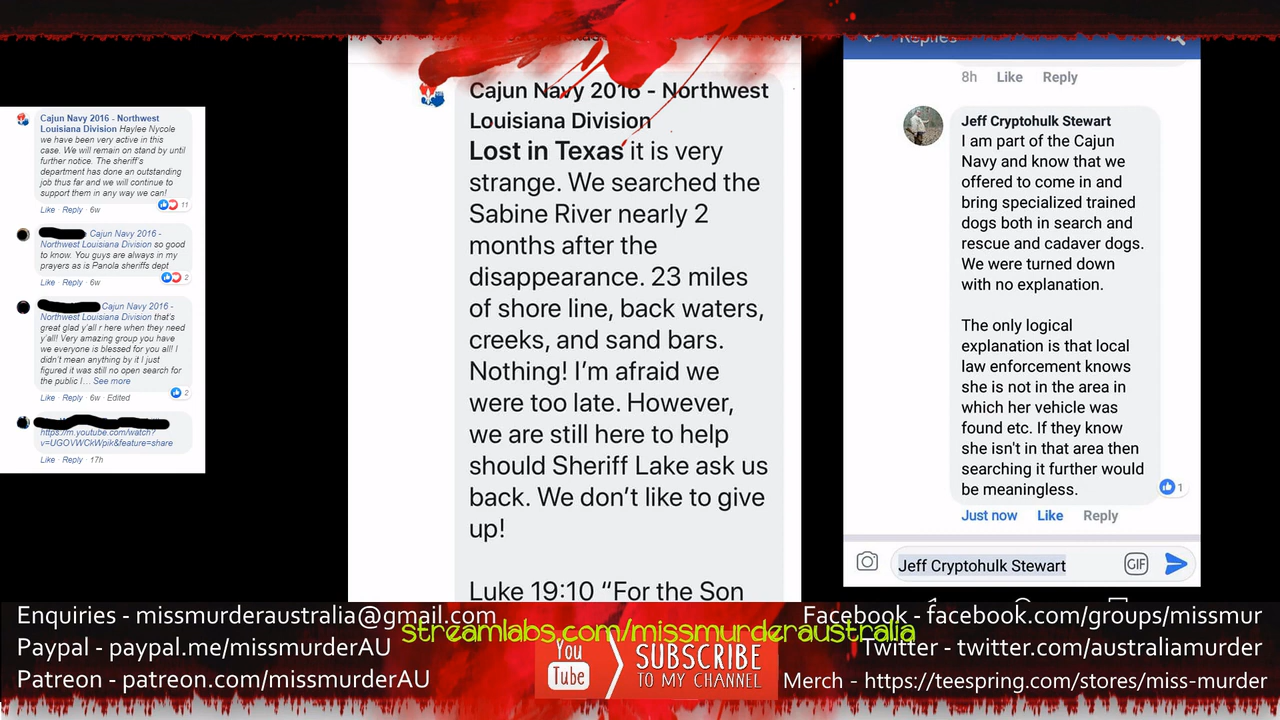 Cajun Navy 2016 - Northwest
Louisiana Division Haylee Nycole
we have been very active in this
case. We will remain on stand by until
further notice. The sheriff's
department has done an outstanding
job thus far and we will continue to
support them in any way we can!
11
Like · Reply · 6w
Cajun Navy 2016 -
Northwest Louisiana Division so good
to know. You guys are always in my
prayers as is Panola sheriffs dept
2
Like · Reply · 6w
Cajun Navy 2016 -
Northwest Louisiana Division that's
great glad y'all r here when they need
y'all! Very amazing group you have
we everyone is blessed for you all! I
didn't mean anything by it I just
figured it was still no open search for
the public I... See more
2
Like · Reply · 6w · Edited
https://m.youtube.com/watch?
v=UGOVWCkWpik&feature=share
Like · Reply · 17h
Cajun Navy 2016 - Northwest
Louisiana Division
Lost in Texas it is very
strange. We searched the
Sabine River nearly 2
months after the
disappearance. 23 miles
of shore line, back waters,
creeks, and sand bars.
Nothing! I'm afraid we
were too late. However,
we are still here to help
should Sheriff Lake ask us
back. We don't like to give
up!
Luke 19:10 “For the Son
Replies
8h Like Reply
Jeff Cryptohulk Stewart
I am part of the Cajun
Navy and know that we
offered to come in and
bring specialized trained
dogs both in search and
rescue and cadaver dogs.
We were turned down
with no explanation.
The only logical
explanation is that local
law enforcement knows
she is not in the area in
which her vehicle was
found etc. If they know
she isn't in that area then
searching it further would
be meaningless.
1
Just now Like Reply
Jeff Cryptohulk Stewart
GIF
Enquiries - missmurderaustralia@gmail.com
Paypal - paypal.me/missmurderAU
Patreon - patreon.com/missmurderAU
streamlabs.com/missmurderaustralia
You
Tube
SUBSCRIBE
TO MY CHANNEL
Facebook - facebook.com/groups/missmur
Twitter - twitter.com/australiamurder
Merch - https://teespring.com/stores/miss-murder